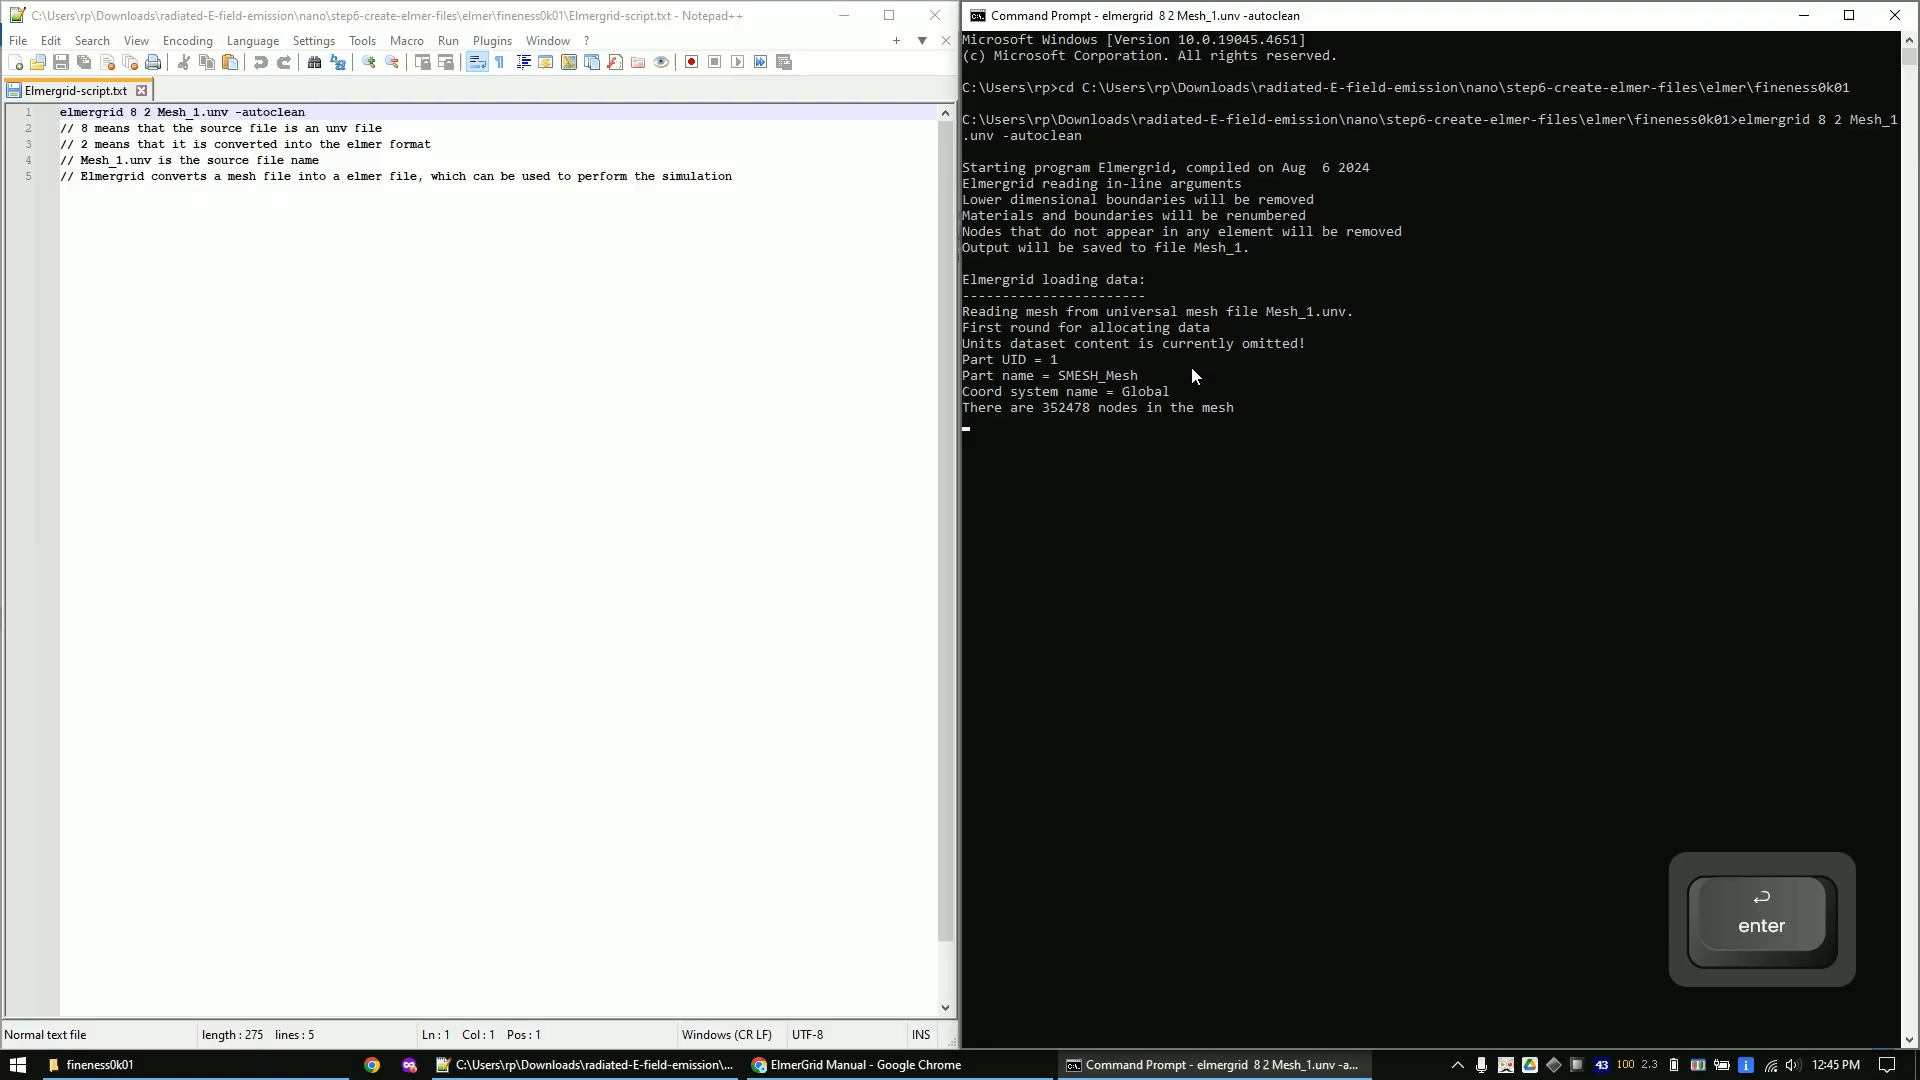 C:\Users\rp\Downloads\radiated-E-field-emission\nano\step6-create-elmer-files\elmer\fineness0k01\Elmergrid-script.txt - Notepad++
File Edit Search View Encoding Language Settings Tools Macro Run Plugins Window ?
Elmergrid-script.txt
1 elmergrid 8 2 Mesh_1.unv -autoclean
2 // 8 means that the source file is an unv file
3 // 2 means that it is converted into the elmer format
4 // Mesh_1.unv is the source file name
5 // Elmergrid converts a mesh file into a elmer file, which can be used to perform the simulation
Normal text file length : 275 lines : 5 Ln : 1 Col : 1 Pos : 1 Windows (CR LF) UTF-8 INS
Command Prompt - elmergrid 8 2 Mesh_1.unv -autoclean
Microsoft Windows [Version 10.0.19045.4651]
(c) Microsoft Corporation. All rights reserved.
C:\Users\rp>cd C:\Users\rp\Downloads\radiated-E-field-emission\nano\step6-create-elmer-files\elmer\fineness0k01
C:\Users\rp\Downloads\radiated-E-field-emission\nano\step6-create-elmer-files\elmer\fineness0k01>elmergrid 8 2 Mesh_1
.unv -autoclean
Starting program Elmergrid, compiled on Aug  6 2024
Elmergrid reading in-line arguments
Lower dimensional boundaries will be removed
Materials and boundaries will be renumbered
Nodes that do not appear in any element will be removed
Output will be saved to file Mesh_1.
Elmergrid loading data:
-----------------------
Reading mesh from universal mesh file Mesh_1.unv.
First round for allocating data
Units dataset content is currently omitted!
Part UID = 1
Part name = SMESH_Mesh
Coord system name = Global
There are 352478 nodes in the mesh
enter
fineness0k01
C:\Users\rp\Downloads\radiated-E-field-emission\...
ElmerGrid Manual - Google Chrome
Command Prompt - elmergrid 8 2 Mesh_1.unv -a...
43 100 2.3 12:45 PM